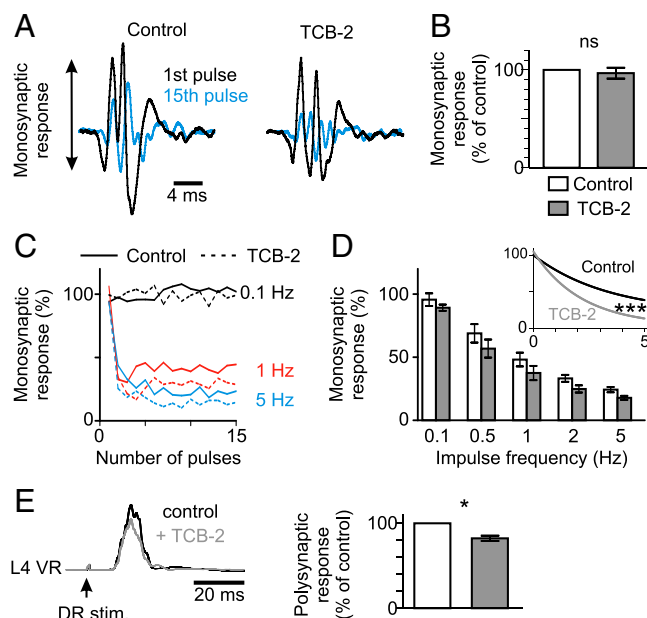 A
Control
TCB-2
Monosynaptic
response
1st pulse
15th pulse
4 ms
B
ns
Monosynaptic
response
(% of control)
100
0
Control
TCB-2
C
Control
TCB-2
Monosynaptic
response (%)
100
0
0.1 Hz
1 Hz
5 Hz
0
15
Number of pulses
D
Monosynaptic
response (%)
100
50
0
0.1
0.5
1
2
5
Impulse frequency (Hz)
100
0
0
5
Control
TCB-2
***
E
control
+ TCB-2
L4 VR
DR stim
20 ms
*
Polysynaptic
response
(% of control)
100
0